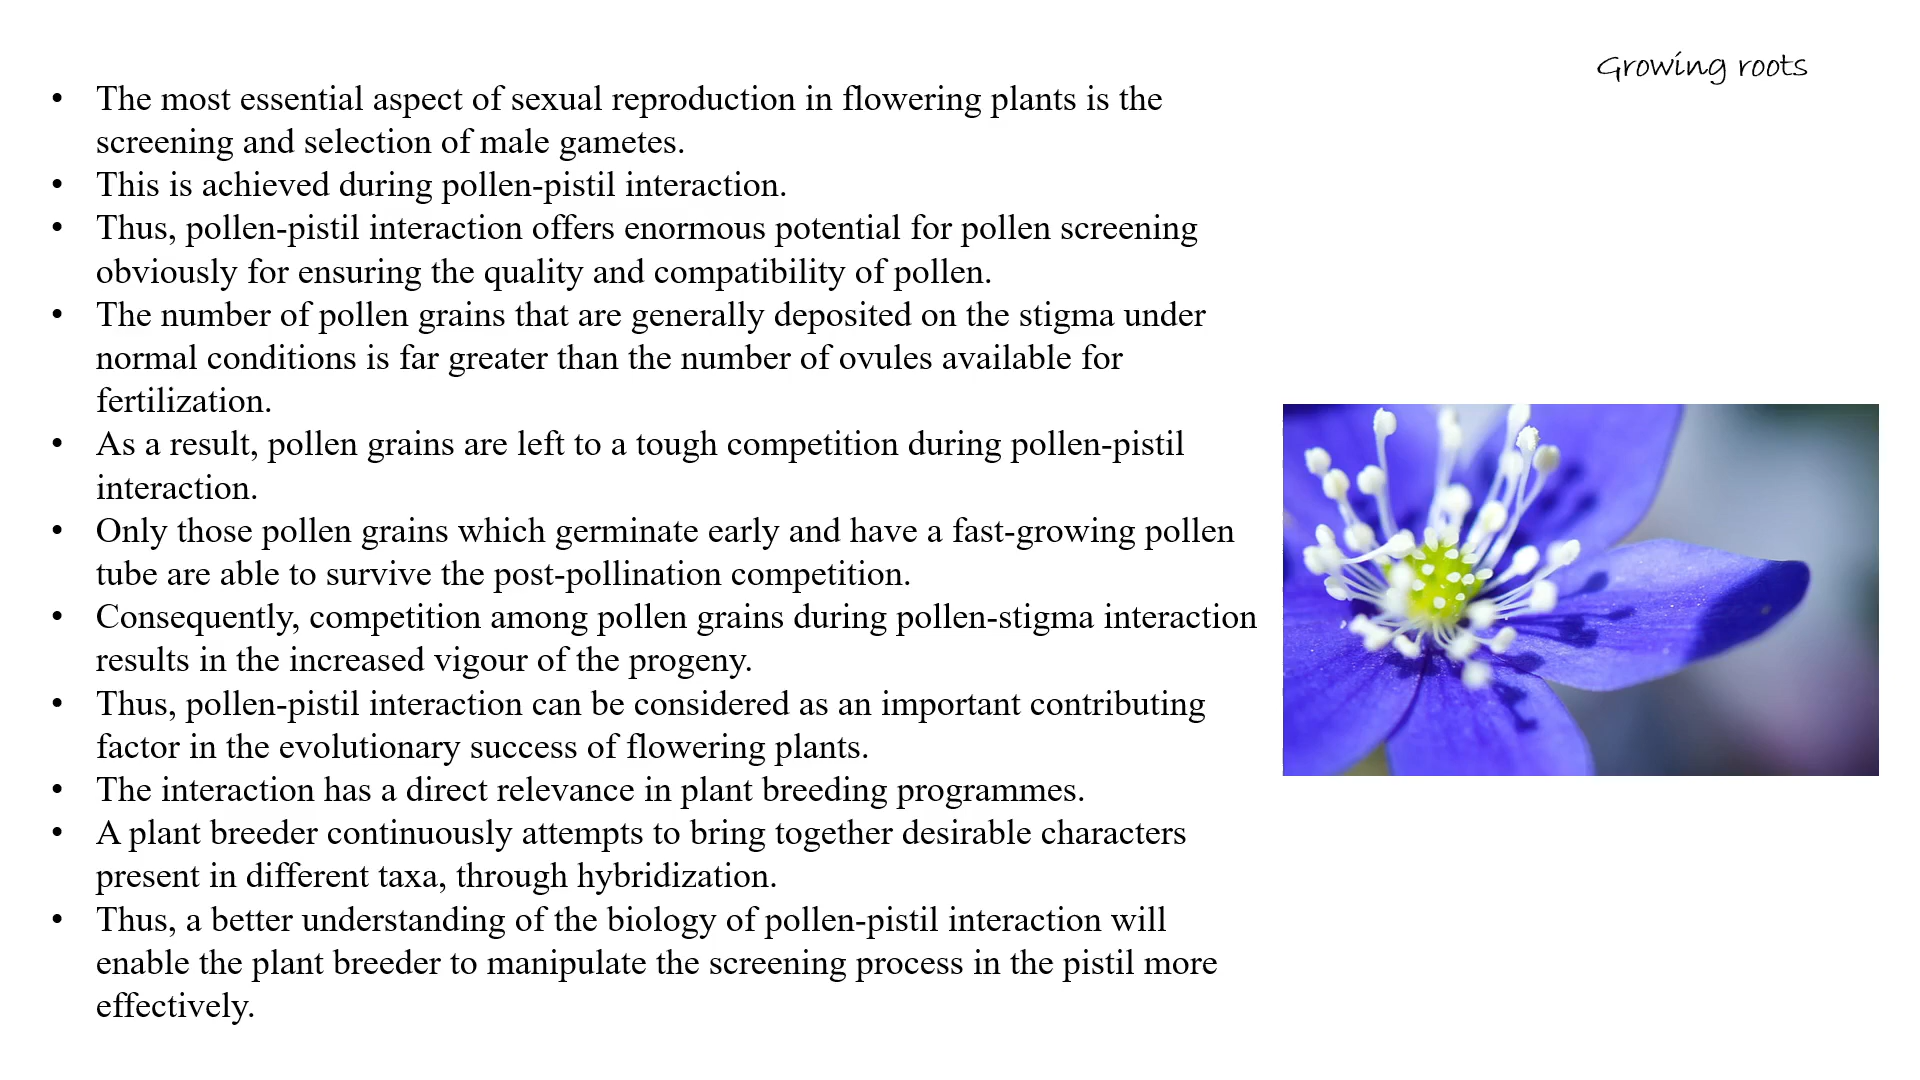 Growing roots
• The most essential aspect of sexual reproduction in flowering plants is the
screening and selection of male gametes.
• This is achieved during pollen-pistil interaction.
• Thus, pollen-pistil interaction offers enormous potential for pollen screening
obviously for ensuring the quality and compatibility of pollen.
• The number of pollen grains that are generally deposited on the stigma under
normal conditions is far greater than the number of ovules available for
fertilization.
• As a result, pollen grains are left to a tough competition during pollen-pistil
interaction.
• Only those pollen grains which germinate early and have a fast-growing pollen
tube are able to survive the post-pollination competition.
• Consequently, competition among pollen grains during pollen-stigma interaction
results in the increased vigour of the progeny.
• Thus, pollen-pistil interaction can be considered as an important contributing
factor in the evolutionary success of flowering plants.
• The interaction has a direct relevance in plant breeding programmes.
• A plant breeder continuously attempts to bring together desirable characters
present in different taxa, through hybridization.
• Thus, a better understanding of the biology of pollen-pistil interaction will
enable the plant breeder to manipulate the screening process in the pistil more
effectively.